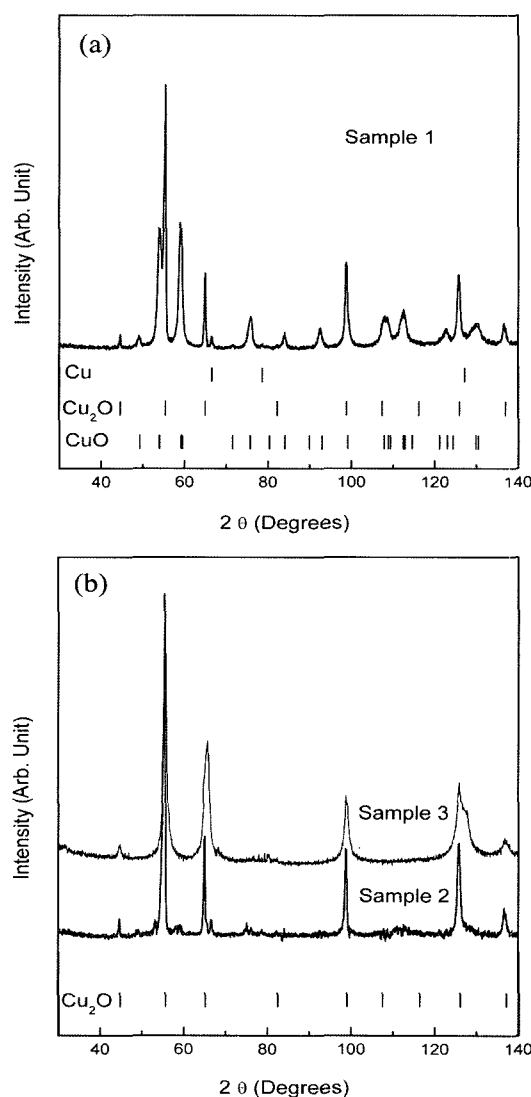 (a)
Sample 1
Intensity (Arb. Unit)
Cu
Cu₂O
CuO
40 60 80 100 120 140
2 θ (Degrees)
(b)
Sample 3
Sample 2
Intensity (Arb. Unit)
Cu₂O
40 60 80 100 120 140
2 θ (Degrees)